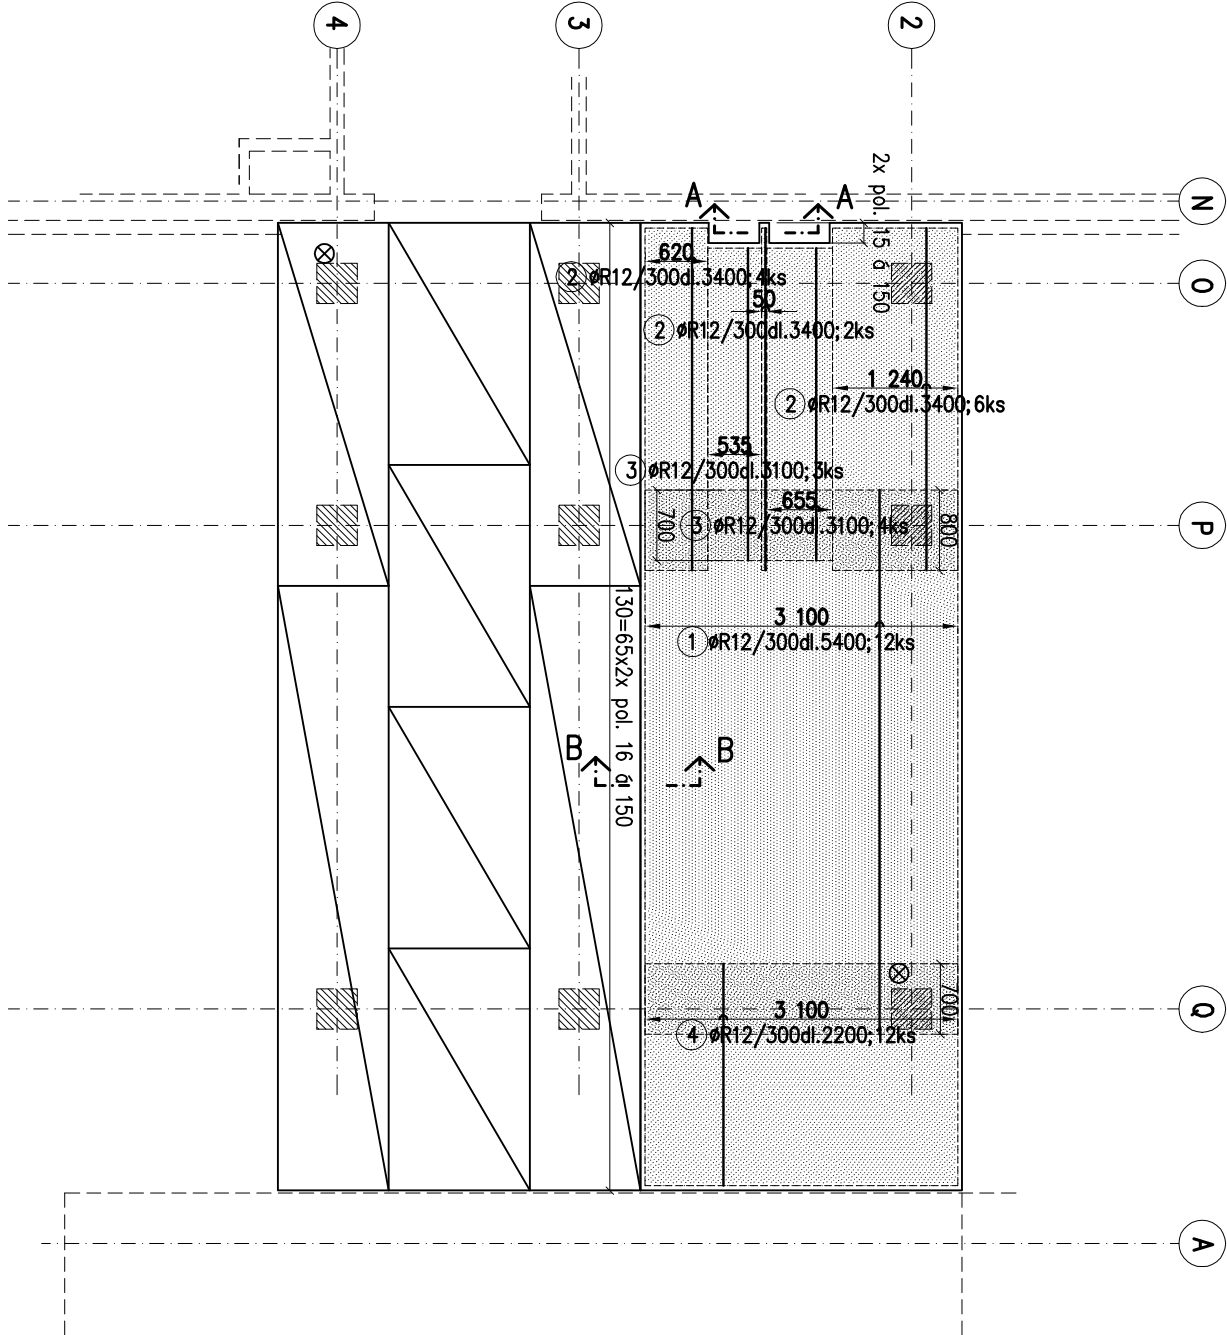 4
3
2
N
O
P
Q
A
A
A
2x pol. 15 á 150
620
2 øR12/300dl.3400;4ks
50
2 øR12/300dl.3400;2ks
1 240
2 øR12/300dl.3400;6ks
535
3 øR12/300dl.3100;3ks
655
3 øR12/300dl.3100;4ks
700
800
3 100
1 øR12/300dl.5400;12ks
130=65x2x pol. 16 á 150
B
B
3 100
4 øR12/300dl.2200;12ks
700